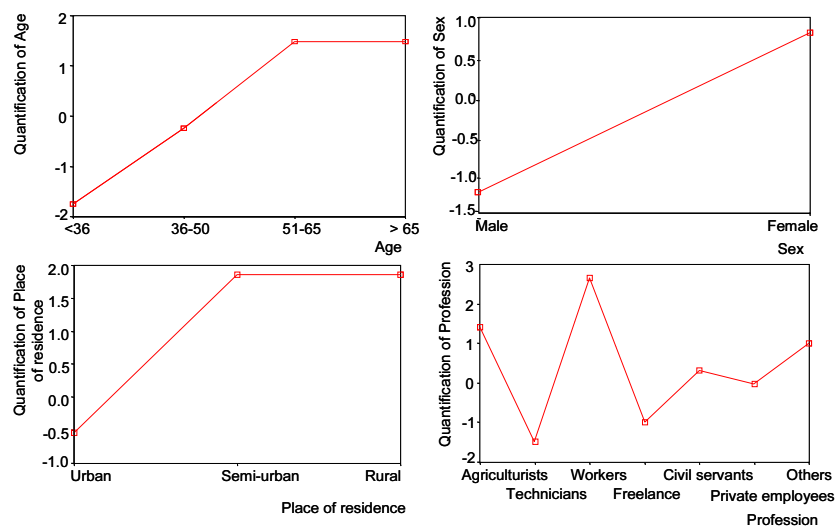 Quantification of Age
2
1
0
-1
-2
<36
36-50
51-65
> 65
Age
Quantification of Sex
1.0
0.5
0.0
-0.5
-1.0
-1.5
Male
Female
Sex
Quantification of Place
of residence
2.0
1.5
1.0
0.5
0.0
-0.5
-1.0
Urban
Semi-urban
Rural
Place of residence
Quantification of Profession
3
2
1
0
-1
-2
Agriculturists
Workers
Civil servants
Others
Technicians
Freelance
Private employees
Profession